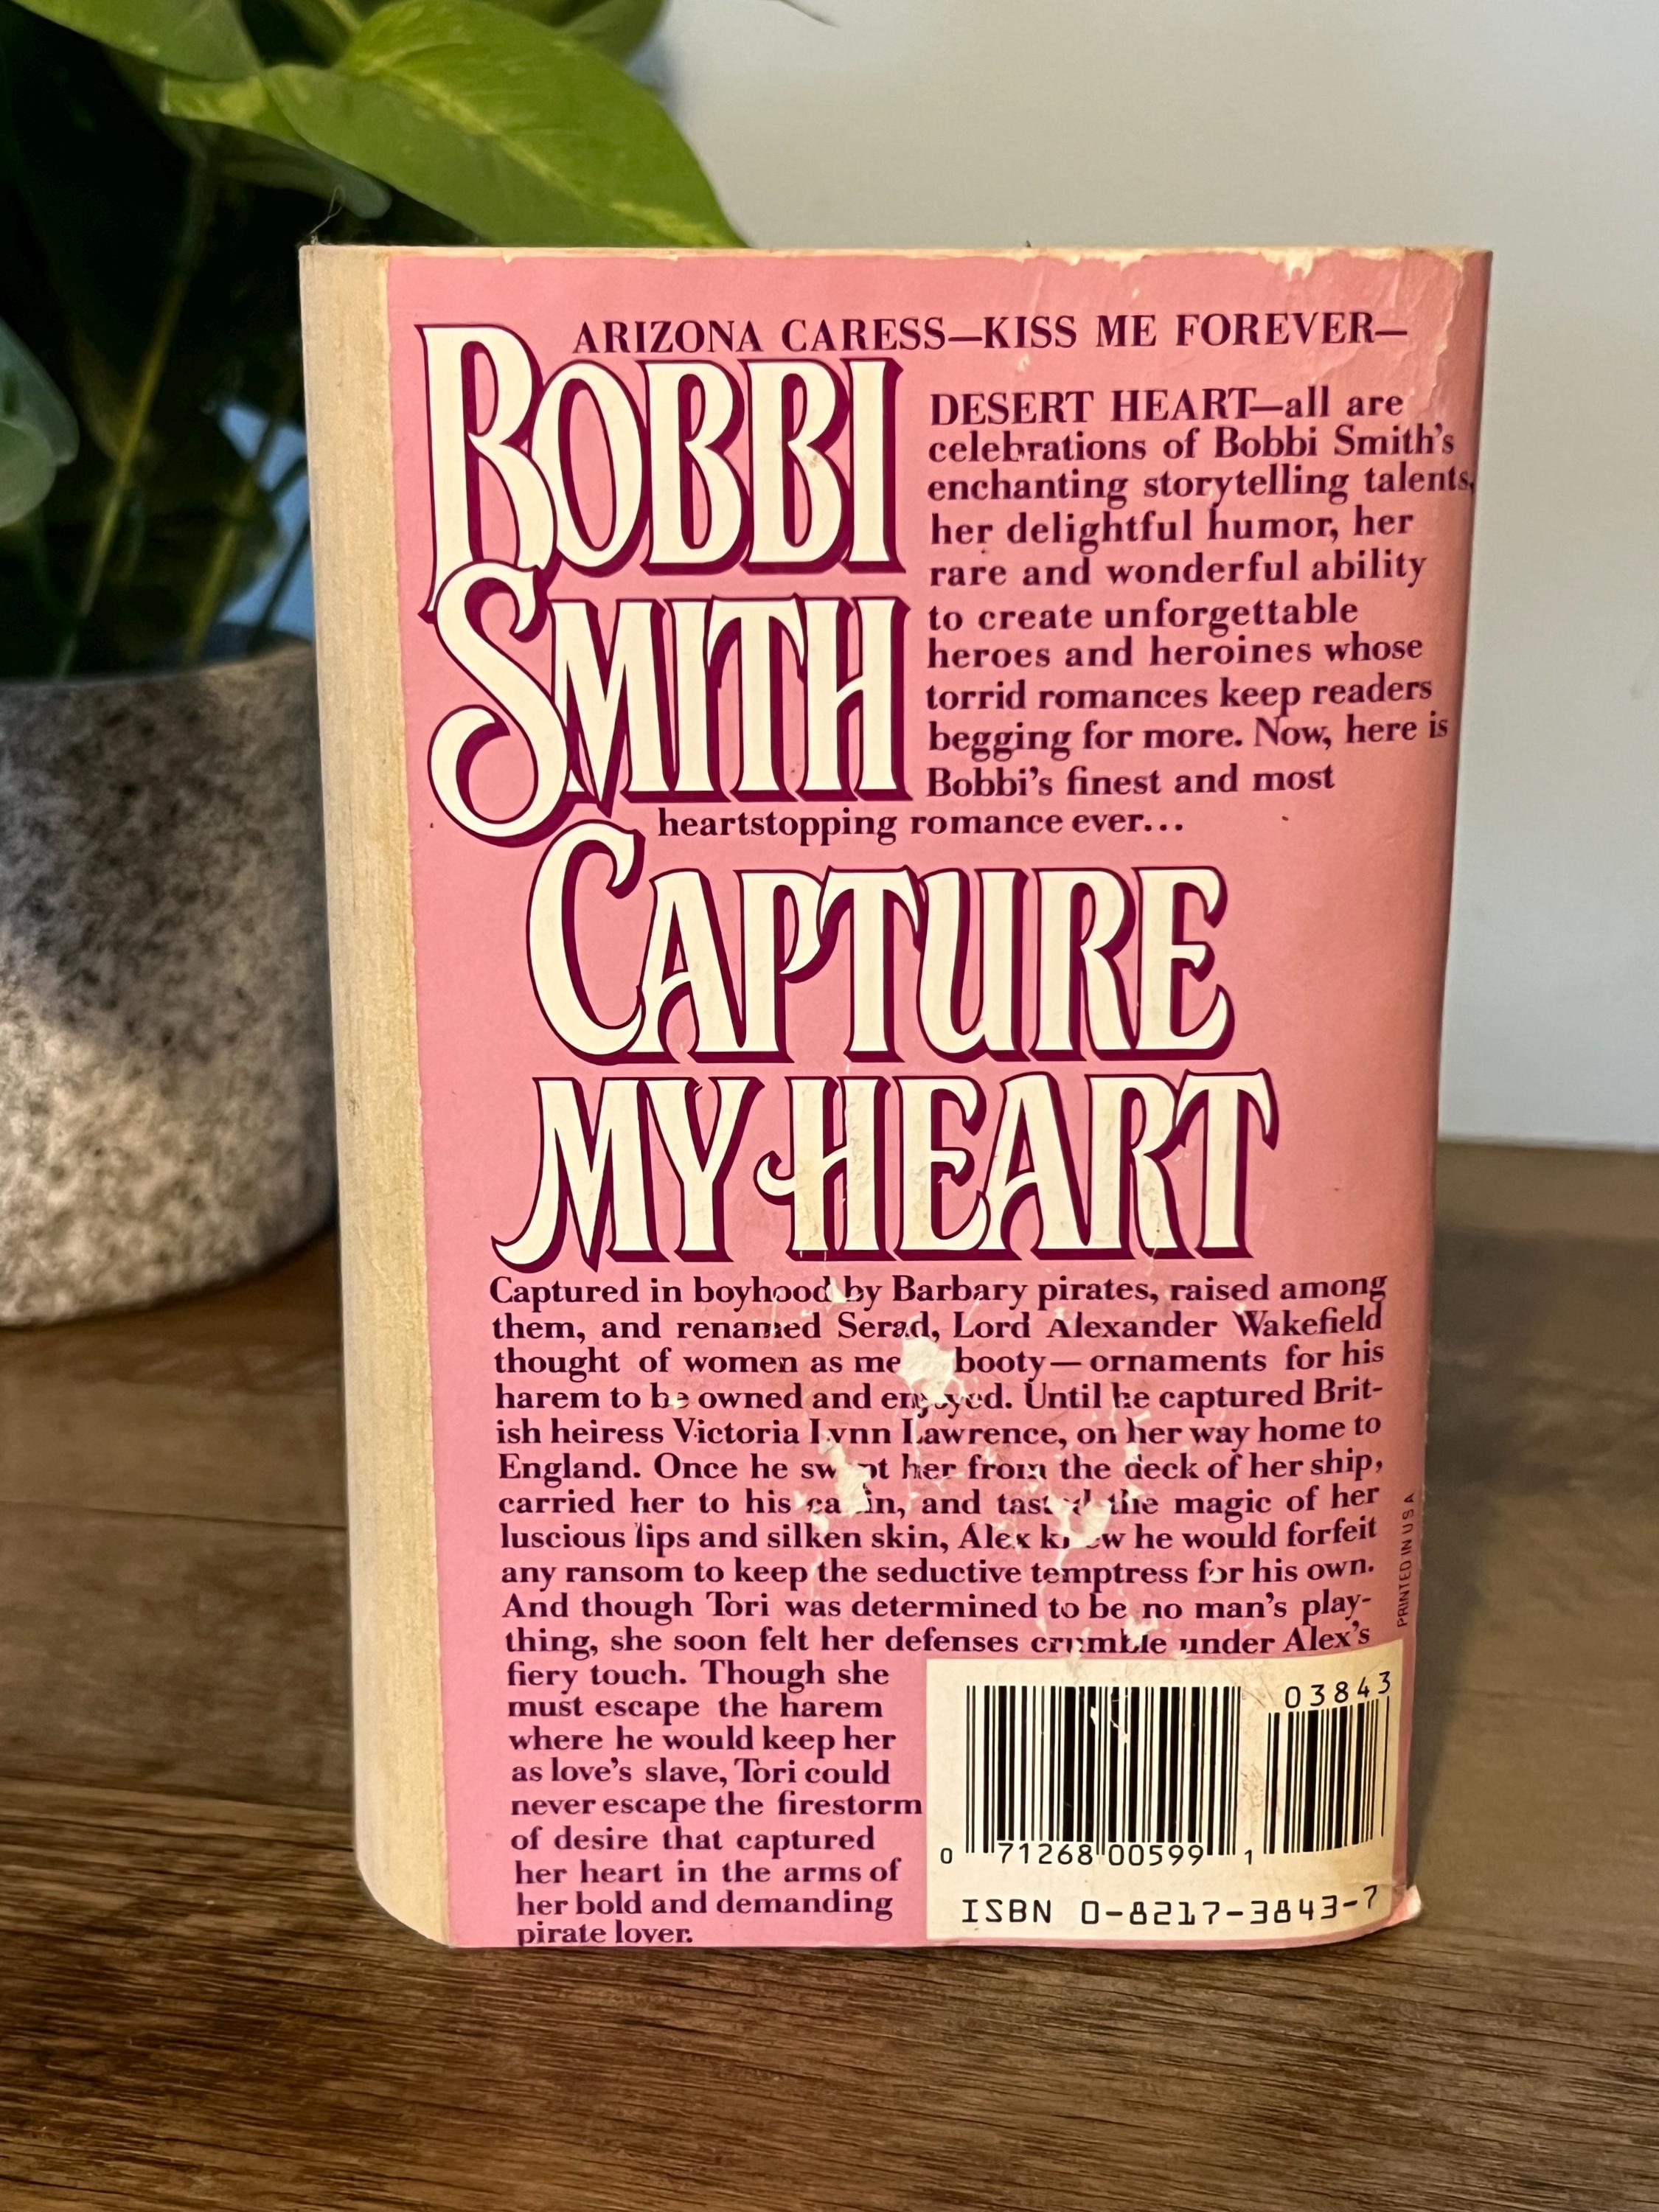 ARIZONA CARESS—KISS ME FOREVER—
BOBBI
SMITH
DESERT HEART—all are
celebrations of Bobbi Smith's
enchanting storytelling talents,
her delightful humor, her
rare and wonderful ability
to create unforgettable
heroes and heroines whose
torrid romances keep readers
begging for more. Now, here is
Bobbi's finest and most
heartstopping romance ever...
CAPTURE
MY HEART
Captured in boyhood by Barbary pirates, raised among
them, and renamed Serad, Lord Alexander Wakefield
thought of women as me booty—ornaments for his
harem to be owned and enjoyed. Until he captured Brit-
ish heiress Victoria Lynn Lawrence, on her way home to
England. Once he swept her from the deck of her ship,
carried her to his cabin, and tasted the magic of her
luscious lips and silken skin, Alex knew he would forfeit
any ransom to keep the seductive temptress for his own.
And though Tori was determined to be no man's play-
thing, she soon felt her defenses crumble under Alex's
fiery touch. Though she
must escape the harem
where he would keep her
as love's slave, Tori could
never escape the firestorm
of desire that captured
her heart in the arms of
her bold and demanding
pirate lover.
PRINTED IN USA
03843
0 71268 00599 1
ISBN 0-8217-3843-7